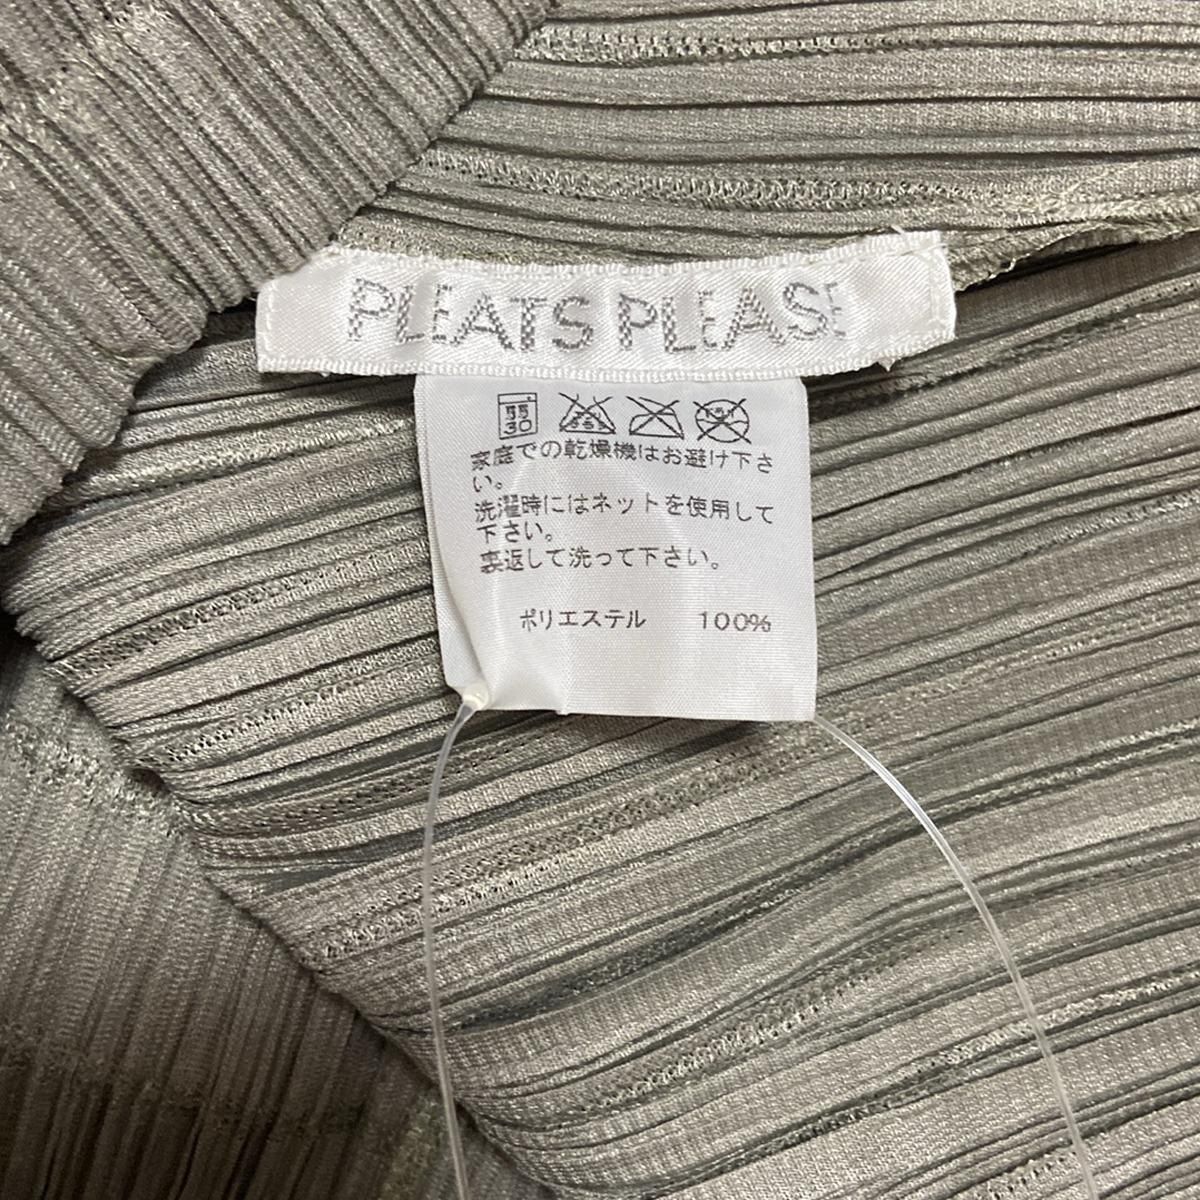 PLEATS PLEASE
弱
30
家庭での乾燥機はお避け下さ
い。
洗濯時にはネットを使用して
下さい。
裏返して洗って下さい。
ポリエステル 100%